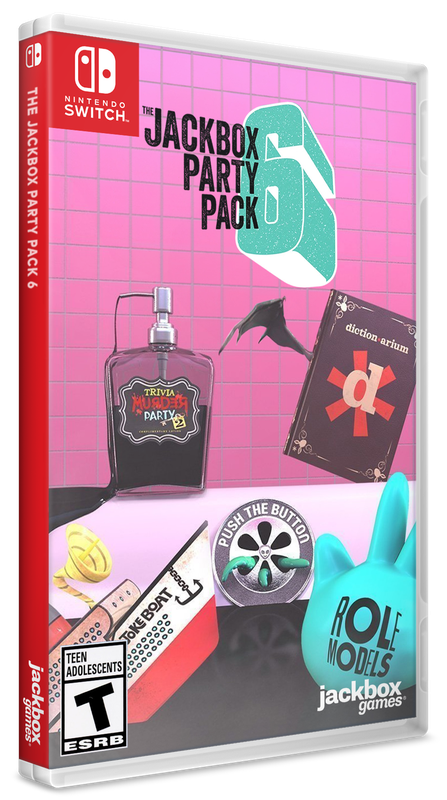 NINTENDO
SWITCH™
THE JACKBOX PARTY PACK 6
THE
JACKBOX
PARTY
PACK
6
diction•arium
d
TRIVIA
MURDER
PARTY
2
PUSH THE BUTTON
JOKE BOAT
ROLE
MODELS
TEEN
ADOLESCENTS
T
ESRB
jackbox
games®
jackbox
games®